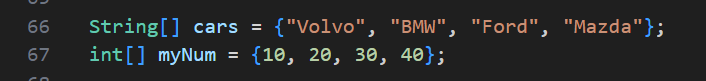 66 String[] cars = {"Volvo", "BMW", "Ford", "Mazda"};
67 int[] myNum = {10, 20, 30, 40};